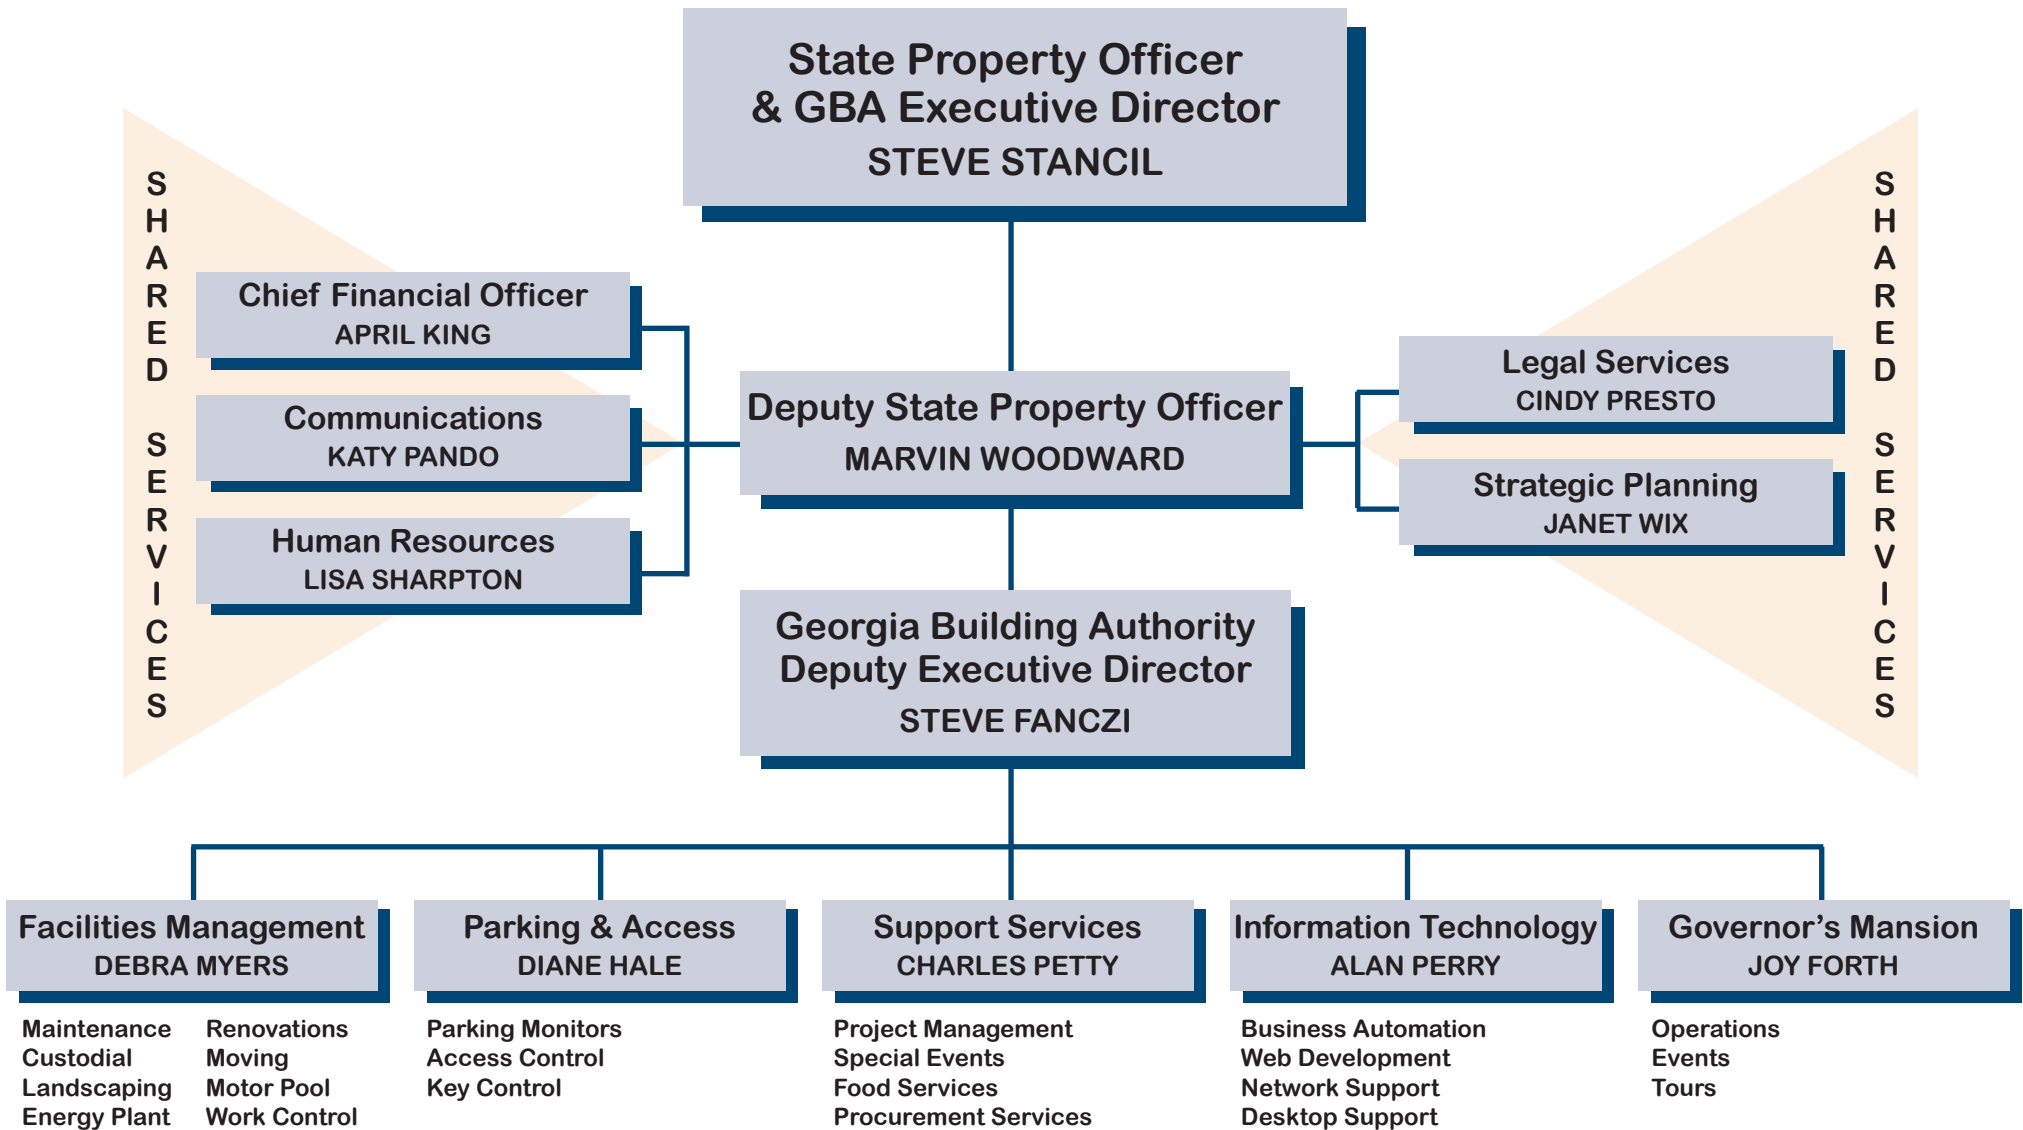 State Property Officer
& GBA Executive Director
STEVE STANCIL
SHARED SERVICES
Chief Financial Officer
APRIL KING
Communications
KATY PANDO
Human Resources
LISA SHARPTON
Deputy State Property Officer
MARVIN WOODWARD
Legal Services
CINDY PRESTO
Strategic Planning
JANET WIX
SHARED SERVICES
Georgia Building Authority
Deputy Executive Director
STEVE FANCZI
Facilities Management
DEBRA MYERS
Maintenance
Custodial
Landscaping
Energy Plant
Renovations
Moving
Motor Pool
Work Control
Parking & Access
DIANE HALE
Parking Monitors
Access Control
Key Control
Support Services
CHARLES PETTY
Project Management
Special Events
Food Services
Procurement Services
Information Technology
ALAN PERRY
Business Automation
Web Development
Network Support
Desktop Support
Governor’s Mansion
JOY FORTH
Operations
Events
Tours